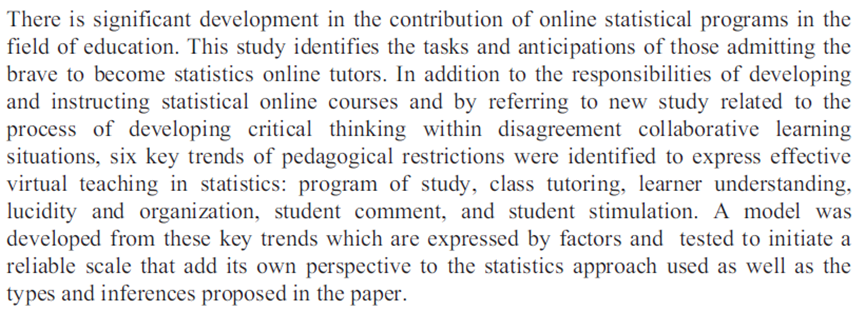 There is significant development in the contribution of online statistical programs in the
field of education. This study identifies the tasks and anticipations of those admitting the
brave to become statistics online tutors. In addition to the responsibilities of developing
and instructing statistical online courses and by referring to new study related to the
process of developing critical thinking within disagreement collaborative learning
situations, six key trends of pedagogical restrictions were identified to express effective
virtual teaching in statistics: program of study, class tutoring, learner understanding,
lucidity and organization, student comment, and student stimulation. A model was
developed from these key trends which are expressed by factors and tested to initiate a
reliable scale that add its own perspective to the statistics approach used as well as the
types and inferences proposed in the paper.